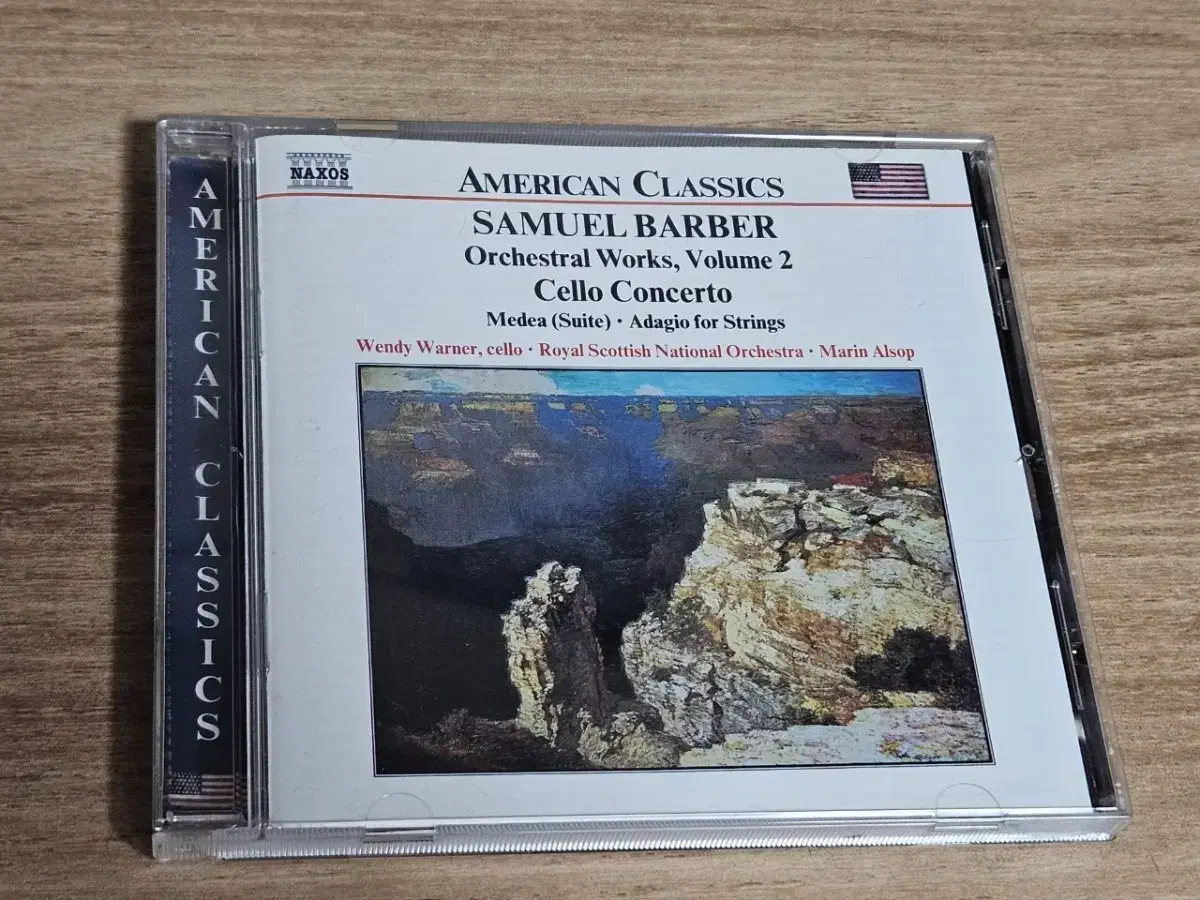 AMERICAN CLASSICS
NAXOS
AMERICAN CLASSICS
SAMUEL BARBER
Orchestral Works, Volume 2
Cello Concerto
Medea (Suite) • Adagio for Strings
Wendy Warner, cello • Royal Scottish National Orchestra • Marin Alsop